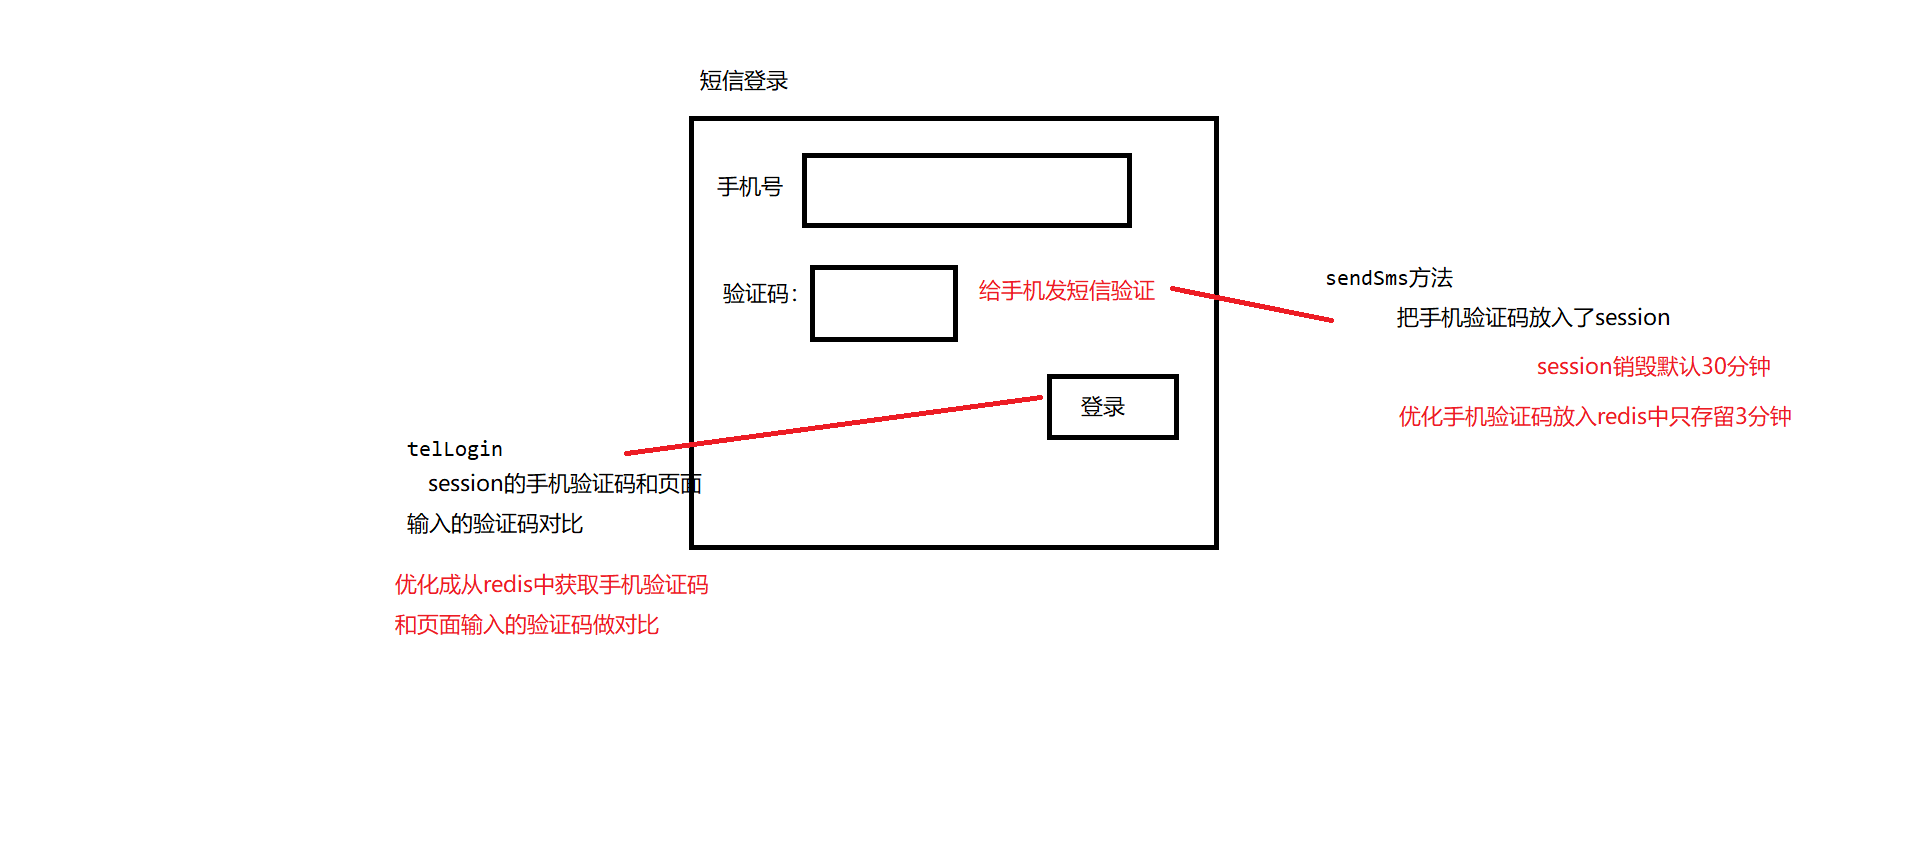 短信登录
手机号
验证码：
给手机发短信验证
sendSms方法
把手机验证码放入了session
session销毁默认30分钟
优化手机验证码放入redis中只存留3分钟
登录
telLogin
session的手机验证码和页面
输入的验证码对比
优化成从redis中获取手机验证码
和页面输入的验证码做对比